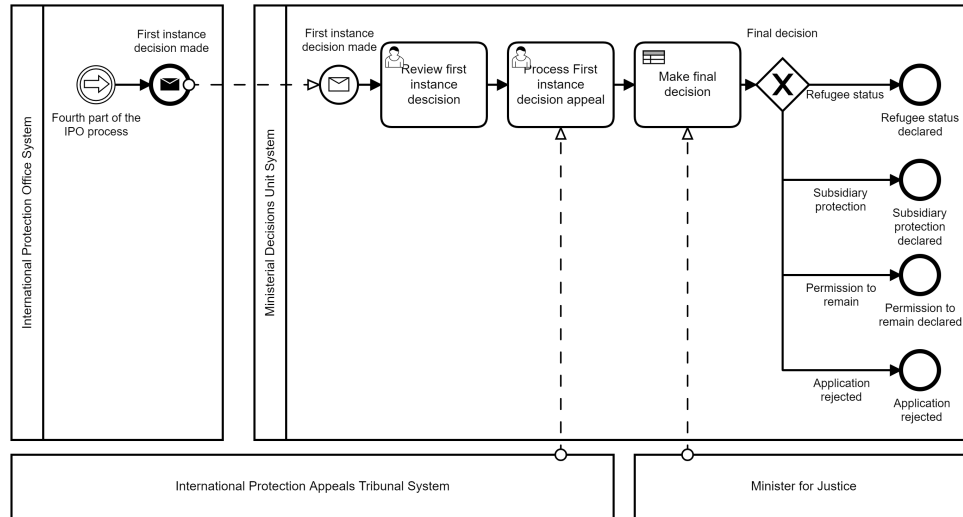 International Protection Office System
First instance
decision made
Fourth part of the
IPO process
Ministerial Decisions Unit System
First instance
decision made
Review first
instance
descision
Process First
instance
decision appeal
Make final
decision
Final decision
X
Refugee status
Refugee status
declared
Subsidiary
protection
Subsidiary
protection
declared
Permission to
remain
Permission to
remain declared
Application
rejected
Application
rejected
International Protection Appeals Tribunal System
Minister for Justice